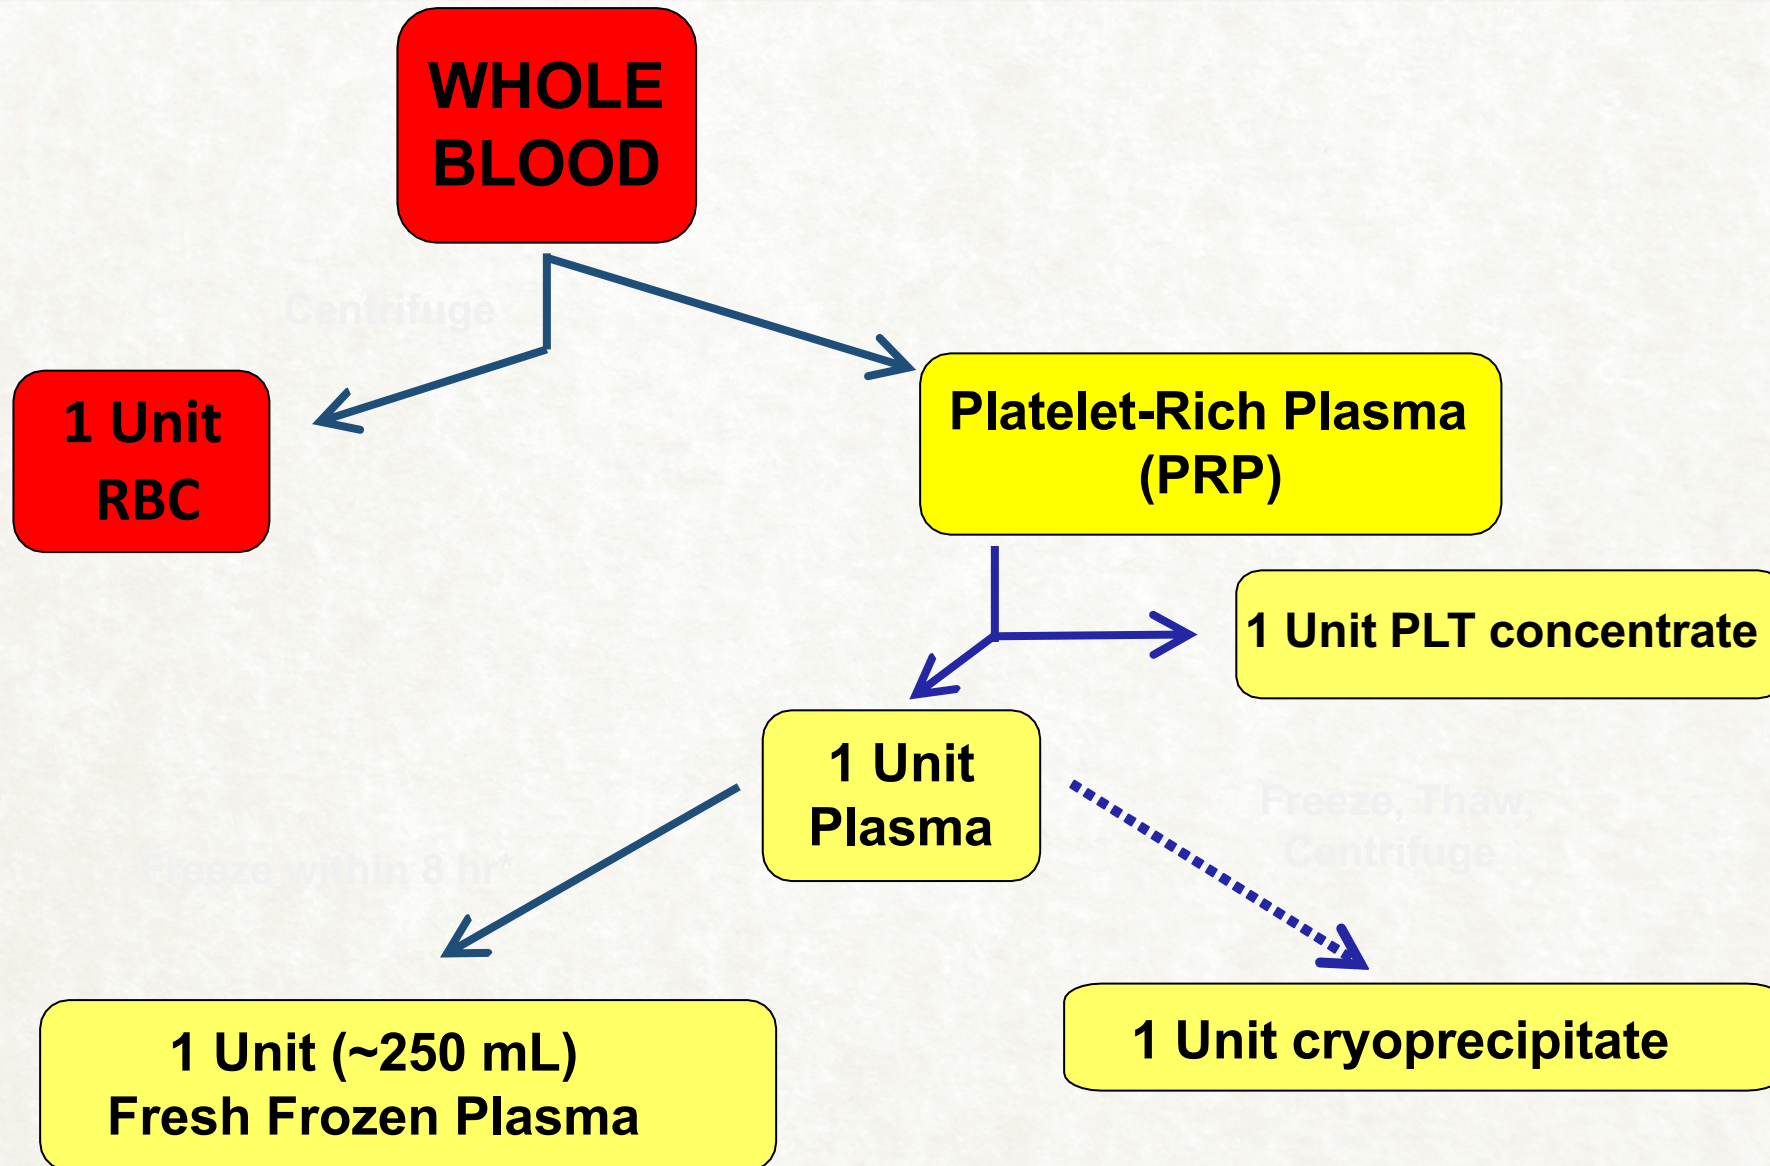 WHOLE
BLOOD
Centrifuge
1 Unit
RBC
Platelet-Rich Plasma
(PRP)
1 Unit PLT concentrate
1 Unit
Plasma
Freeze, Thaw
Centrifuge
Freeze within 8 hr*
1 Unit (~250 mL)
Fresh Frozen Plasma
1 Unit cryoprecipitate